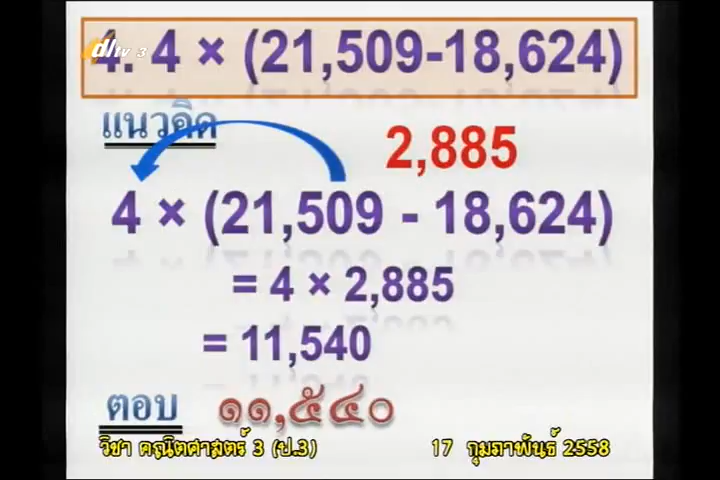 dltv 3
4. 4 × (21,509-18,624)
แนวคิด
2,885
4 × (21,509 - 18,624)
= 4 × 2,885
= 11,540
ตอบ ๑๑,๕๔๐
วิชา คณิตศาสตร์ 3 (ป.3) 17 กุมภาพันธ์ 2558